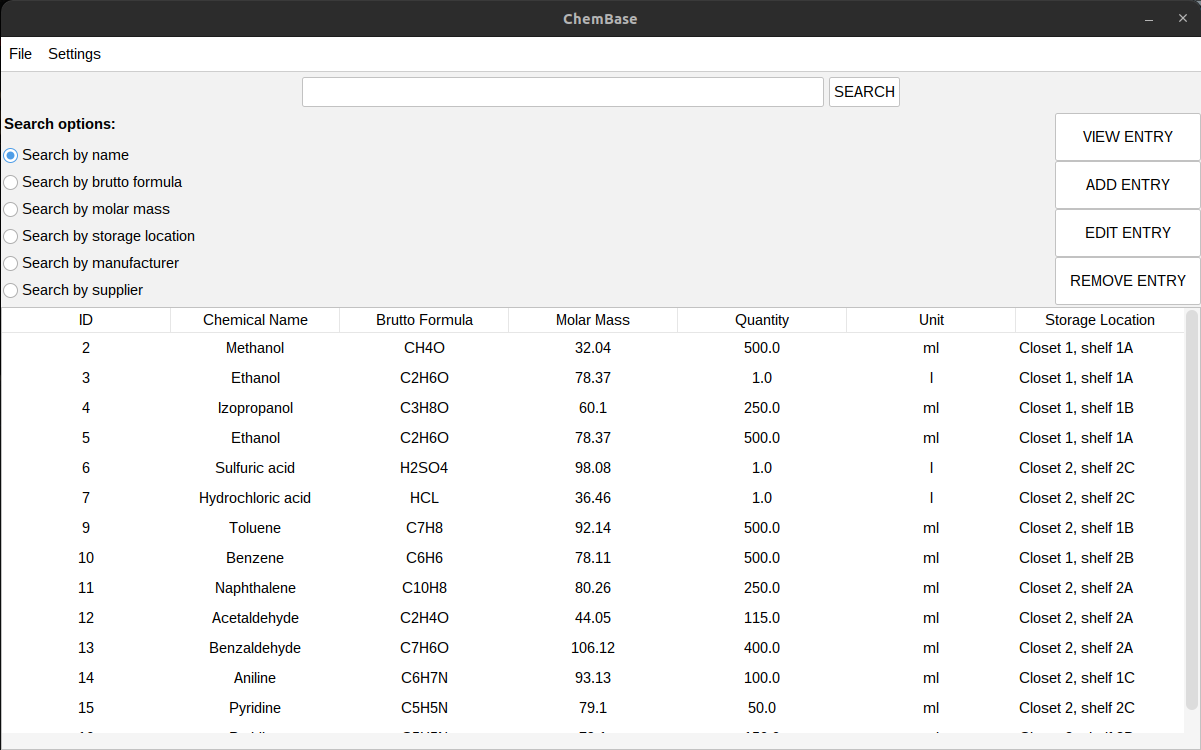 ChemBase
File Settings
SEARCH
Search options:
VIEW ENTRY
Search by name
Search by brutto formula
ADD ENTRY
Search by molar mass
Search by storage location
EDIT ENTRY
Search by manufacturer
REMOVE ENTRY
Search by supplier
ID Chemical Name Brutto Formula Molar Mass Quantity Unit Storage Location
2 Methanol CH4O 32.04 500.0 ml Closet 1, shelf 1A
3 Ethanol C2H6O 78.37 1.0 l Closet 1, shelf 1A
4 Izopropanol C3H8O 60.1 250.0 ml Closet 1, shelf 1B
5 Ethanol C2H6O 78.37 500.0 ml Closet 1, shelf 1A
6 Sulfuric acid H2SO4 98.08 1.0 l Closet 2, shelf 2C
7 Hydrochloric acid HCL 36.46 1.0 l Closet 2, shelf 2C
9 Toluene C7H8 92.14 500.0 ml Closet 2, shelf 1B
10 Benzene C6H6 78.11 500.0 ml Closet 1, shelf 2B
11 Naphthalene C10H8 80.26 250.0 ml Closet 2, shelf 2A
12 Acetaldehyde C2H4O 44.05 115.0 ml Closet 2, shelf 2A
13 Benzaldehyde C7H6O 106.12 400.0 ml Closet 2, shelf 2A
14 Aniline C6H7N 93.13 100.0 ml Closet 2, shelf 1C
15 Pyridine C5H5N 79.1 50.0 ml Closet 2, shelf 2C